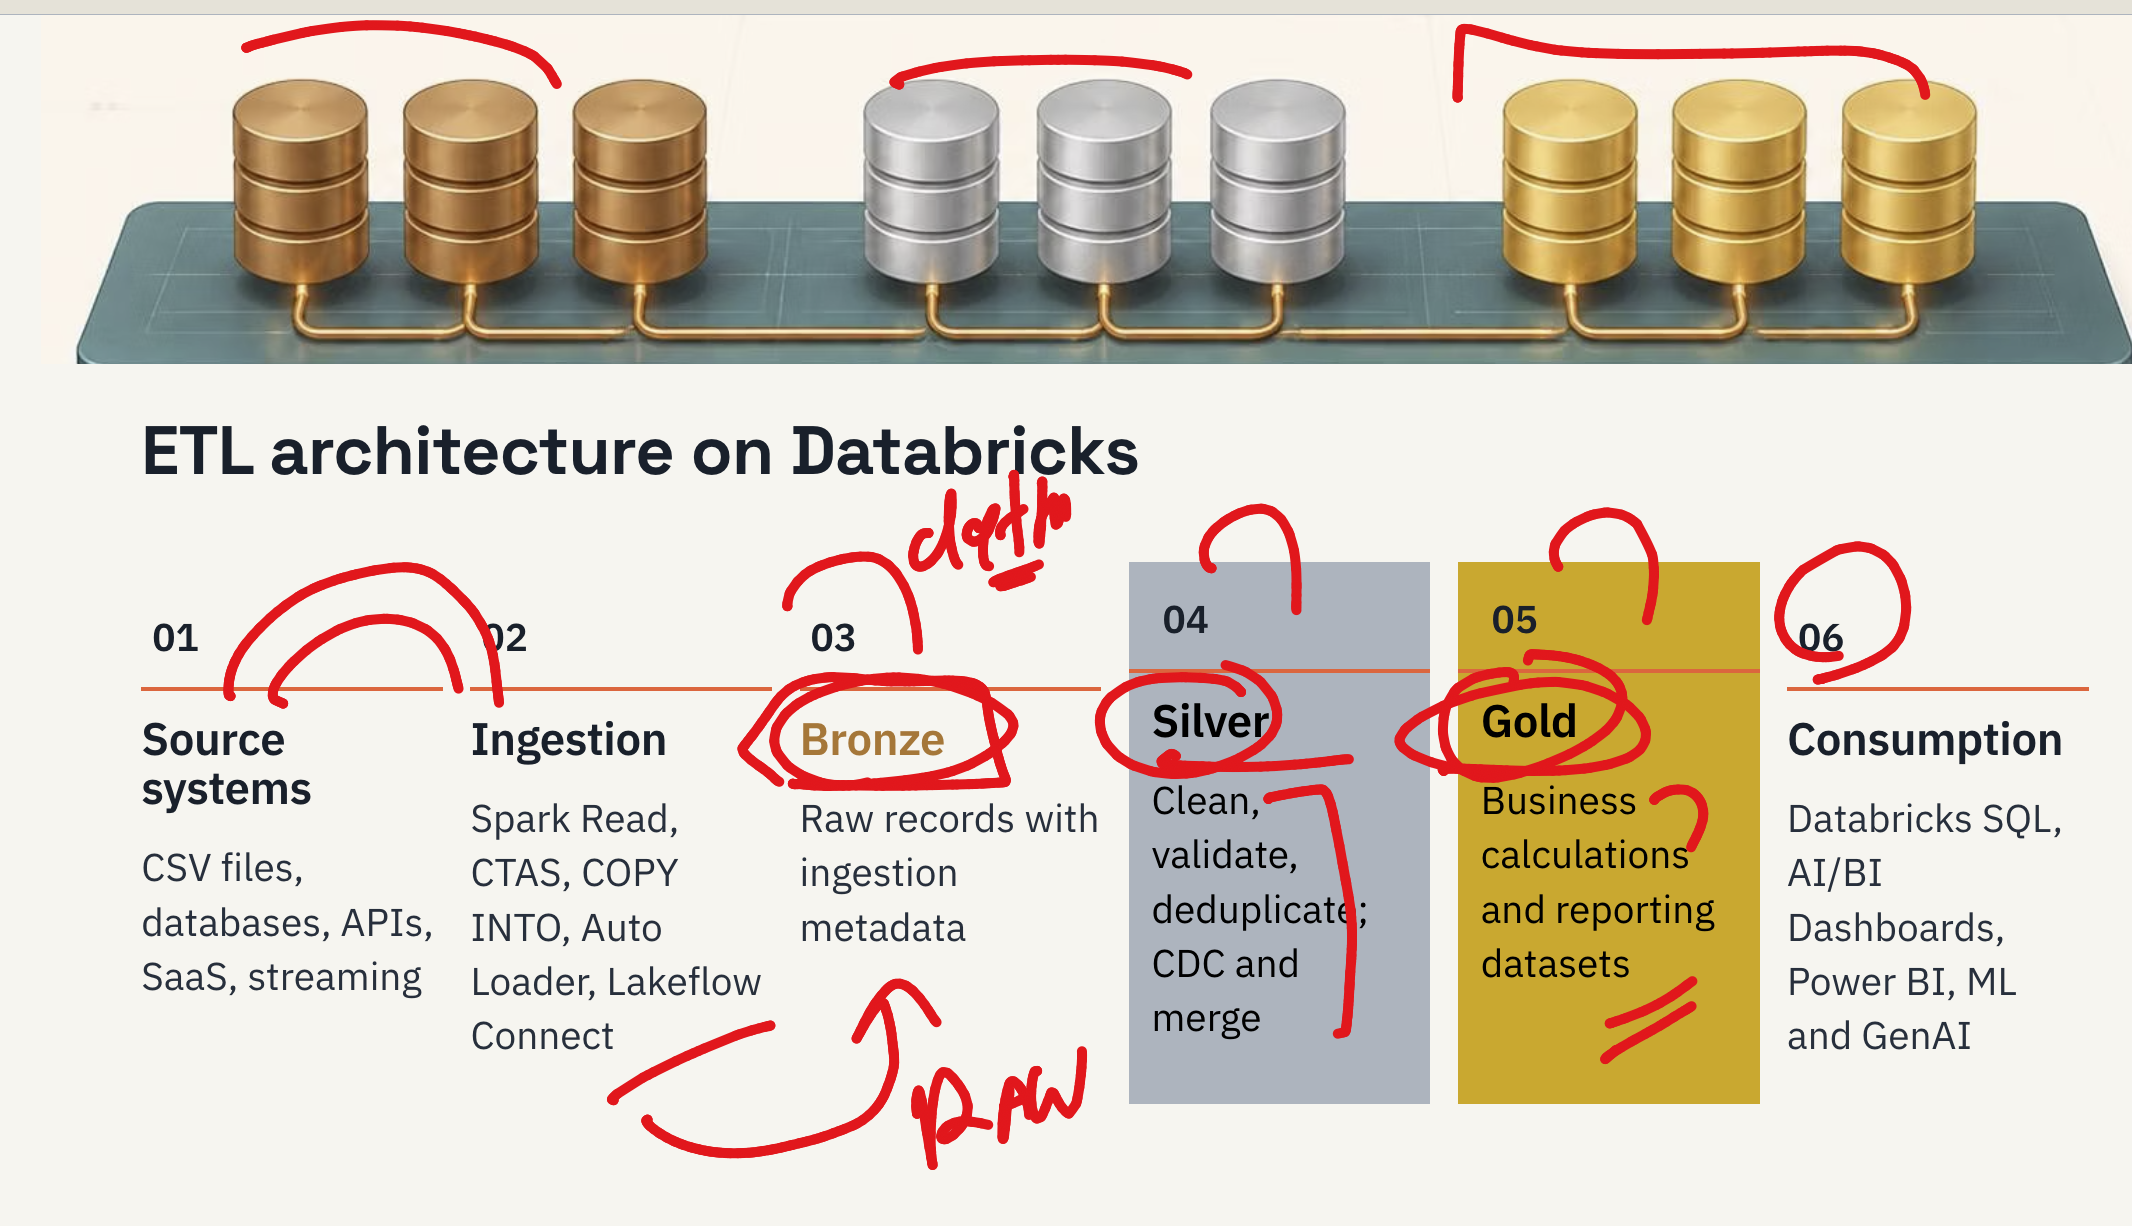 ETL architecture on Databricks
depth
01
Source
systems
CSV files,
databases, APIs,
SaaS, streaming
02
Ingestion
Spark Read,
CTAS, COPY
INTO, Auto
Loader, Lakeflow
Connect
03
Bronze
Raw records with
ingestion
metadata
RAW
04
Silver
Clean,
validate,
deduplicate;
CDC and
merge
05
Gold
Business
calculations
and reporting
datasets
06
Consumption
Databricks SQL,
AI/BI
Dashboards,
Power BI, ML
and GenAI